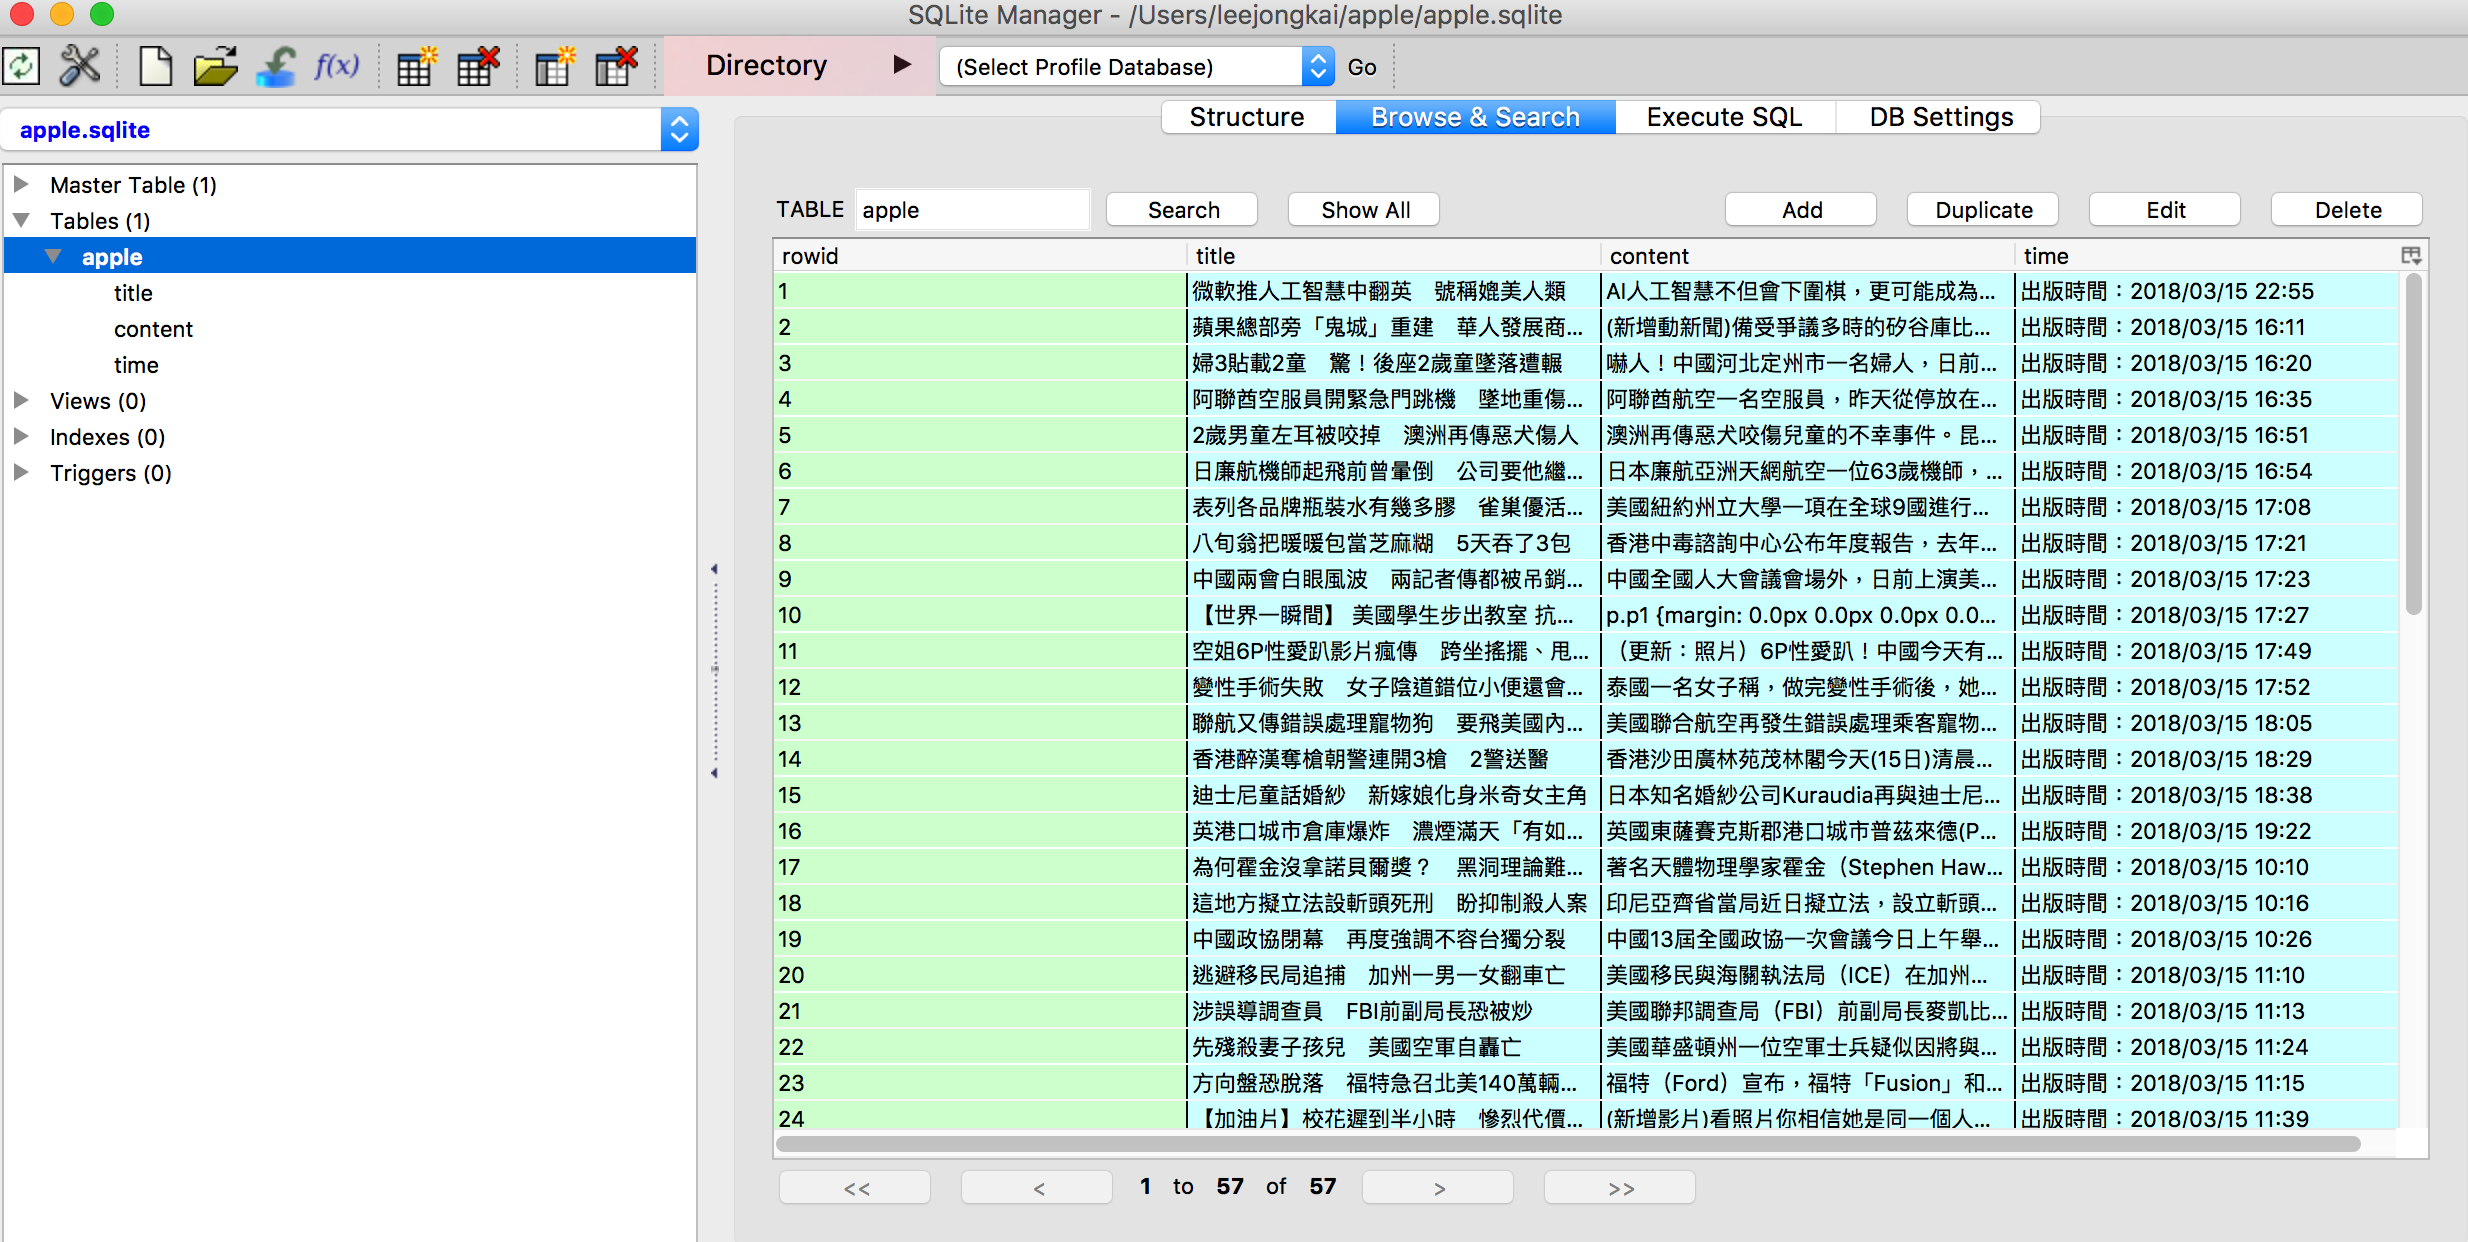 SQLite Manager - /Users/leejongkai/apple/apple.sqlite
f(x) Directory (Select Profile Database) Go
apple.sqlite
Master Table (1)
Tables (1)
apple
title
content
time
Views (0)
Indexes (0)
Triggers (0)
Structure Browse & Search Execute SQL DB Settings
TABLE apple Search Show All Add Duplicate Edit Delete
rowid title content time
1 微軟推人工智慧中翻英　號稱媲美人類 AI人工智慧不但會下圍棋，更可能成為... 出版時間：2018/03/15 22:55
2 蘋果總部旁「鬼城」重建　華人發展商... (新增動新聞)備受爭議多時的矽谷庫比... 出版時間：2018/03/15 16:11
3 婦3貼載2童　驚！後座2歲童墜落遭輾 嚇人！中國河北定州市一名婦人，日前... 出版時間：2018/03/15 16:20
4 阿聯酋空服員開緊急門跳機　墜地重傷... 阿聯酋航空一名空服員，昨天從停放在... 出版時間：2018/03/15 16:35
5 2歲男童左耳被咬掉　澳洲再傳惡犬傷人 澳洲再傳惡犬咬傷兒童的不幸事件。昆... 出版時間：2018/03/15 16:51
6 日廉航機師起飛前曾暈倒　公司要他繼... 日本廉航亞洲天網航空一位63歲機師，... 出版時間：2018/03/15 16:54
7 表列各品牌瓶裝水有幾多膠　雀巢優活... 美國紐約州立大學一項在全球9國進行... 出版時間：2018/03/15 17:08
8 八旬翁把暖暖包當芝麻糊　5天吞了3包 香港中毒諮詢中心公布年度報告，去年... 出版時間：2018/03/15 17:21
9 中國兩會白眼風波　兩記者傳都被吊銷... 中國全國人大會議會場外，日前上演美... 出版時間：2018/03/15 17:23
10 【世界一瞬間】 美國學生步出教室 抗... p.p1 {margin: 0.0px 0.0px 0.0px 0.0... 出版時間：2018/03/15 17:27
11 空姐6P性愛趴影片瘋傳　跨坐搖擺、甩... （更新：照片）6P性愛趴！中國今天有... 出版時間：2018/03/15 17:49
12 變性手術失敗　女子陰道錯位小便還會... 泰國一名女子稱，做完變性手術後，她... 出版時間：2018/03/15 17:52
13 聯航又傳錯誤處理寵物狗　要飛美國內... 美國聯合航空再發生錯誤處理乘客寵物... 出版時間：2018/03/15 18:05
14 香港醉漢奪槍朝警連開3槍　2警送醫 香港沙田廣林苑茂林閣今天(15日)清晨... 出版時間：2018/03/15 18:29
15 迪士尼童話婚紗　新嫁娘化身米奇女主角 日本知名婚紗公司Kuraudia再與迪士尼... 出版時間：2018/03/15 18:38
16 英港口城市倉庫爆炸　濃煙滿天「有如... 英國東薩賽克斯郡港口城市普茲來德(P... 出版時間：2018/03/15 19:22
17 為何霍金沒拿諾貝爾獎？　黑洞理論難... 著名天體物理學家霍金（Stephen Haw... 出版時間：2018/03/15 10:10
18 這地方擬立法設斬頭死刑　盼抑制殺人案 印尼亞齊省當局近日擬立法，設立斬頭... 出版時間：2018/03/15 10:16
19 中國政協閉幕　再度強調不容台獨分裂 中國13屆全國政協一次會議今日上午舉... 出版時間：2018/03/15 10:26
20 逃避移民局追捕　加州一男一女翻車亡 美國移民與海關執法局（ICE）在加州... 出版時間：2018/03/15 11:10
21 涉誤導調查員　FBI前副局長恐被炒 美國聯邦調查局（FBI）前副局長麥凱比... 出版時間：2018/03/15 11:13
22 先殘殺妻子孩兒　美國空軍自轟亡 美國華盛頓州一位空軍士兵疑似因將與... 出版時間：2018/03/15 11:24
23 方向盤恐脫落　福特急召北美140萬輛... 福特（Ford）宣布，福特「Fusion」和... 出版時間：2018/03/15 11:15
24 【加油片】校花遲到半小時　慘烈代價... (新增影片)看照片你相信她是同一個人... 出版時間：2018/03/15 11:39
<< < 1 to 57 of 57 > >>